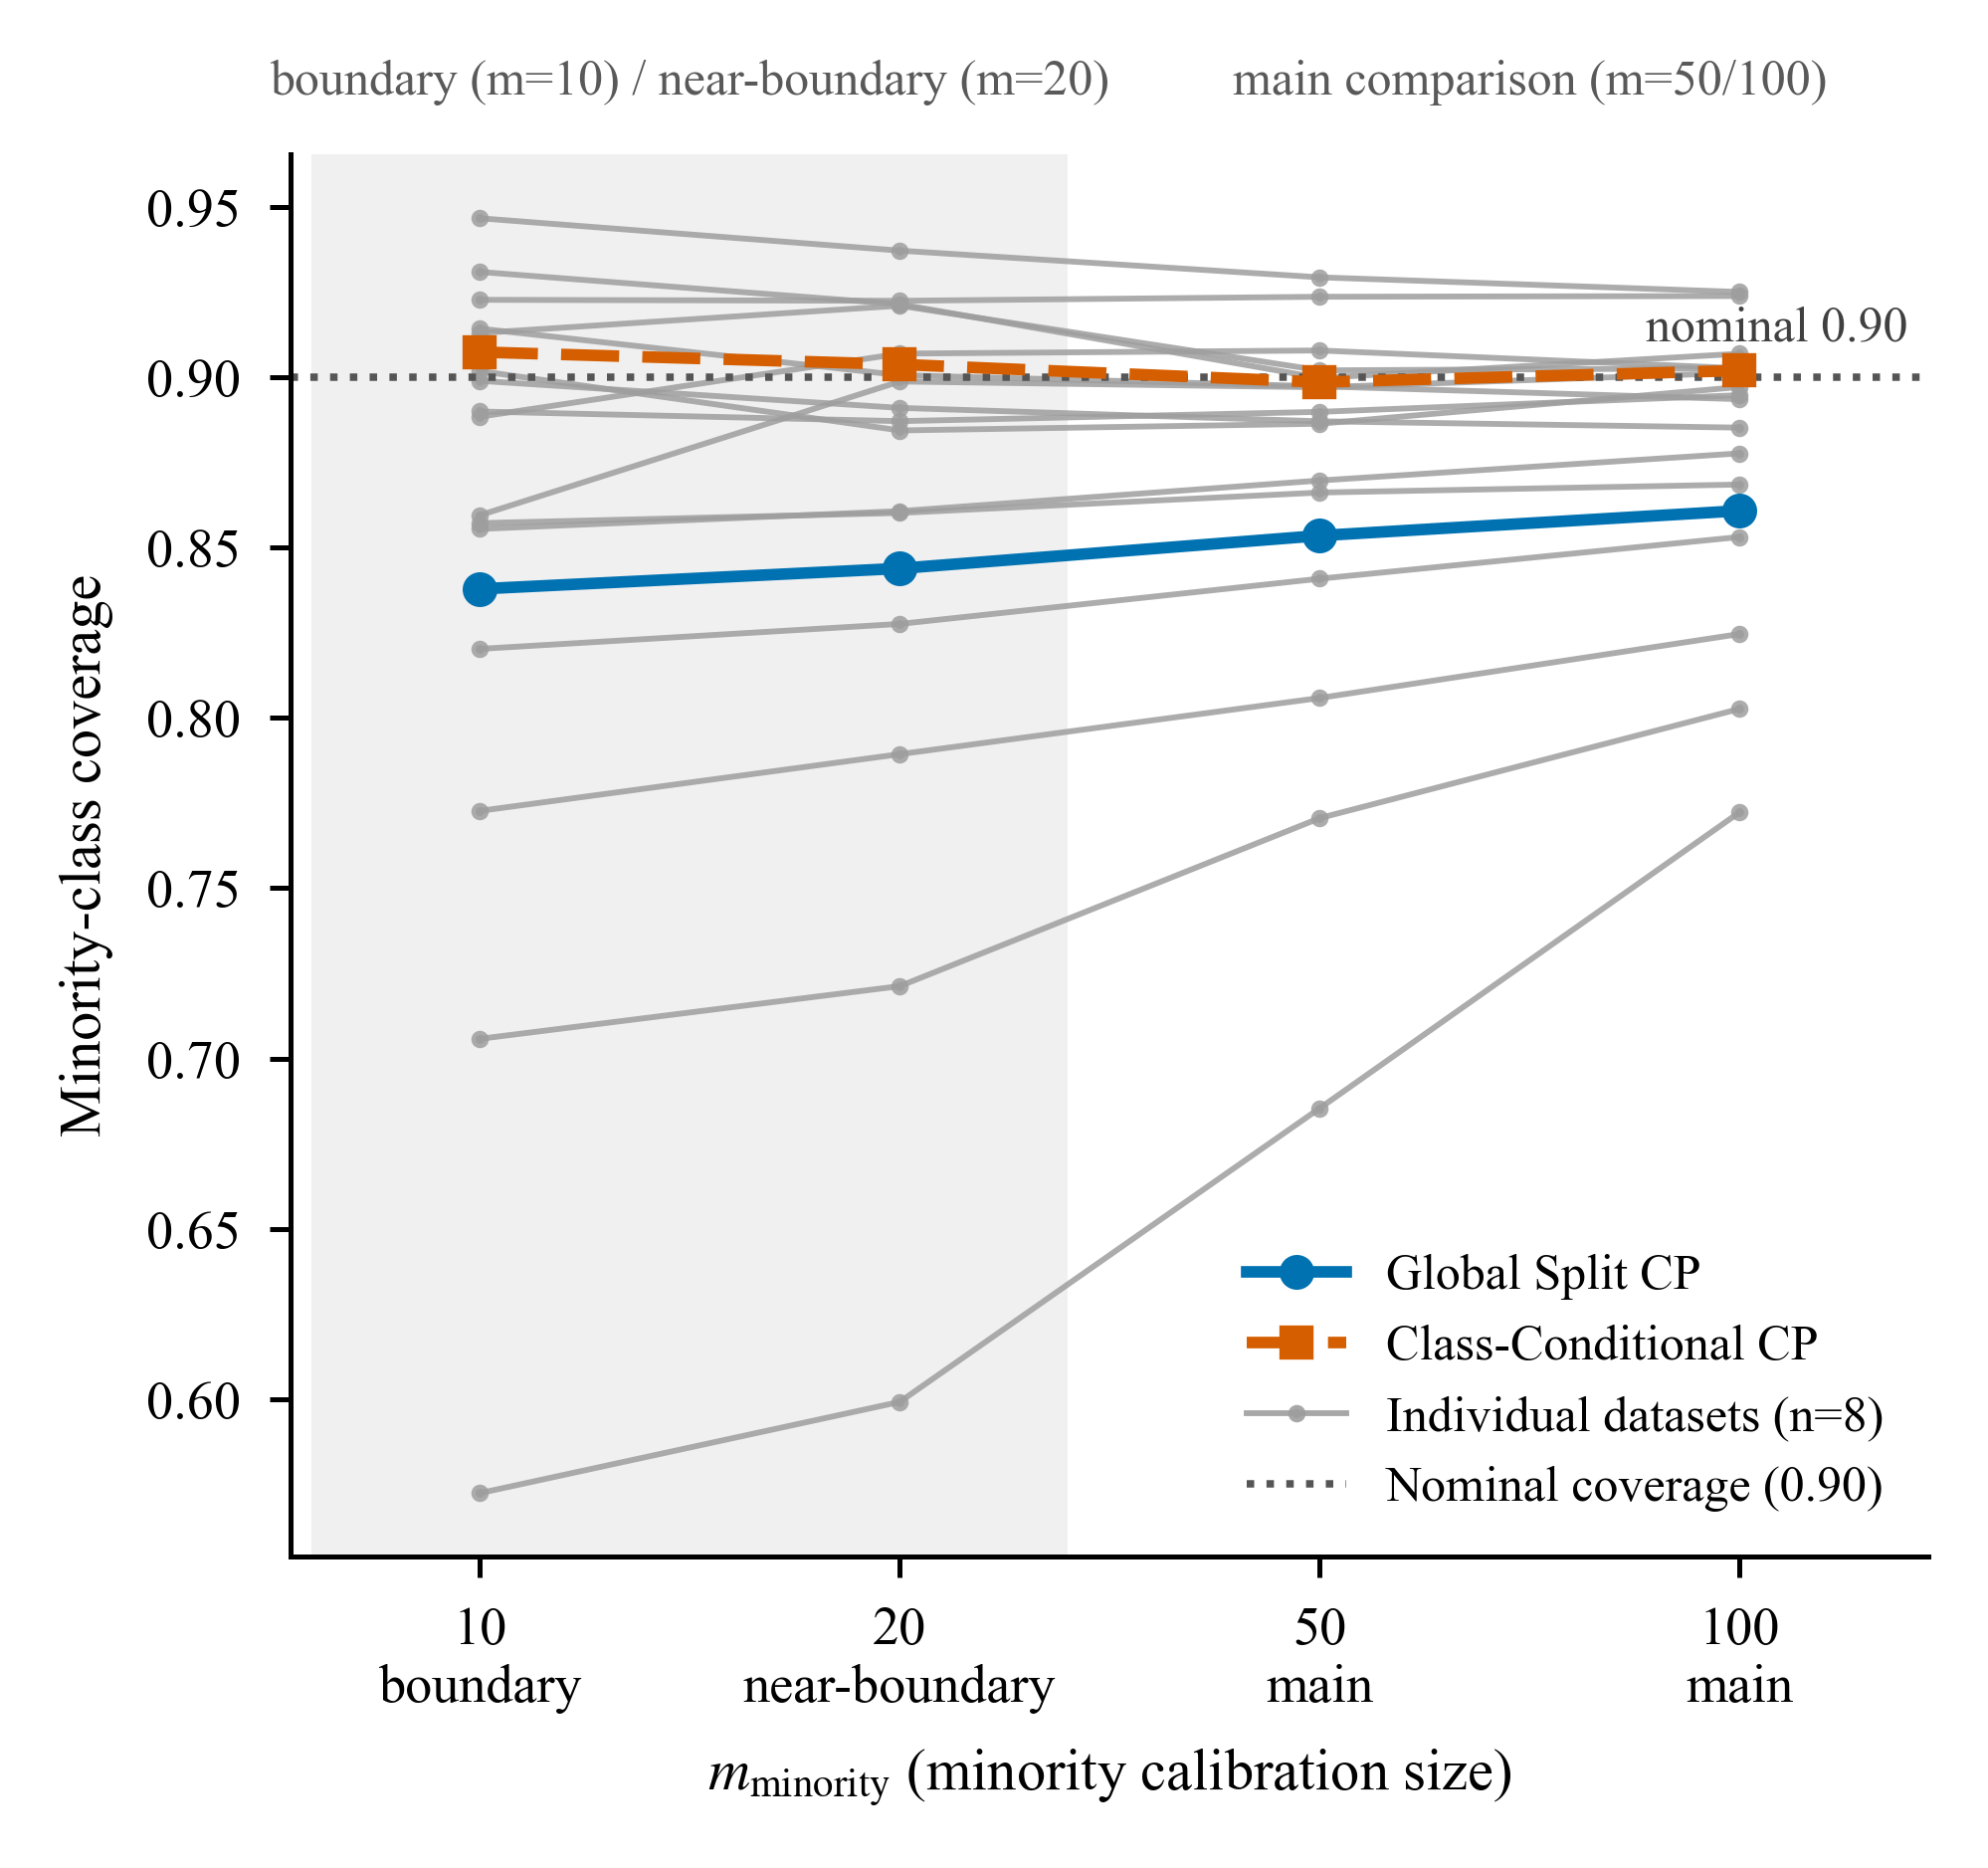 boundary (m=10) / near-boundary (m=20)
main comparison (m=50/100)
0.95
0.90
0.85
0.80
0.75
0.70
0.65
0.60
Minority-class coverage
nominal 0.90
Global Split CP
Class-Conditional CP
Individual datasets (n=8)
Nominal coverage (0.90)
10
boundary
20
near-boundary
50
main
100
main
m_minority (minority calibration size)